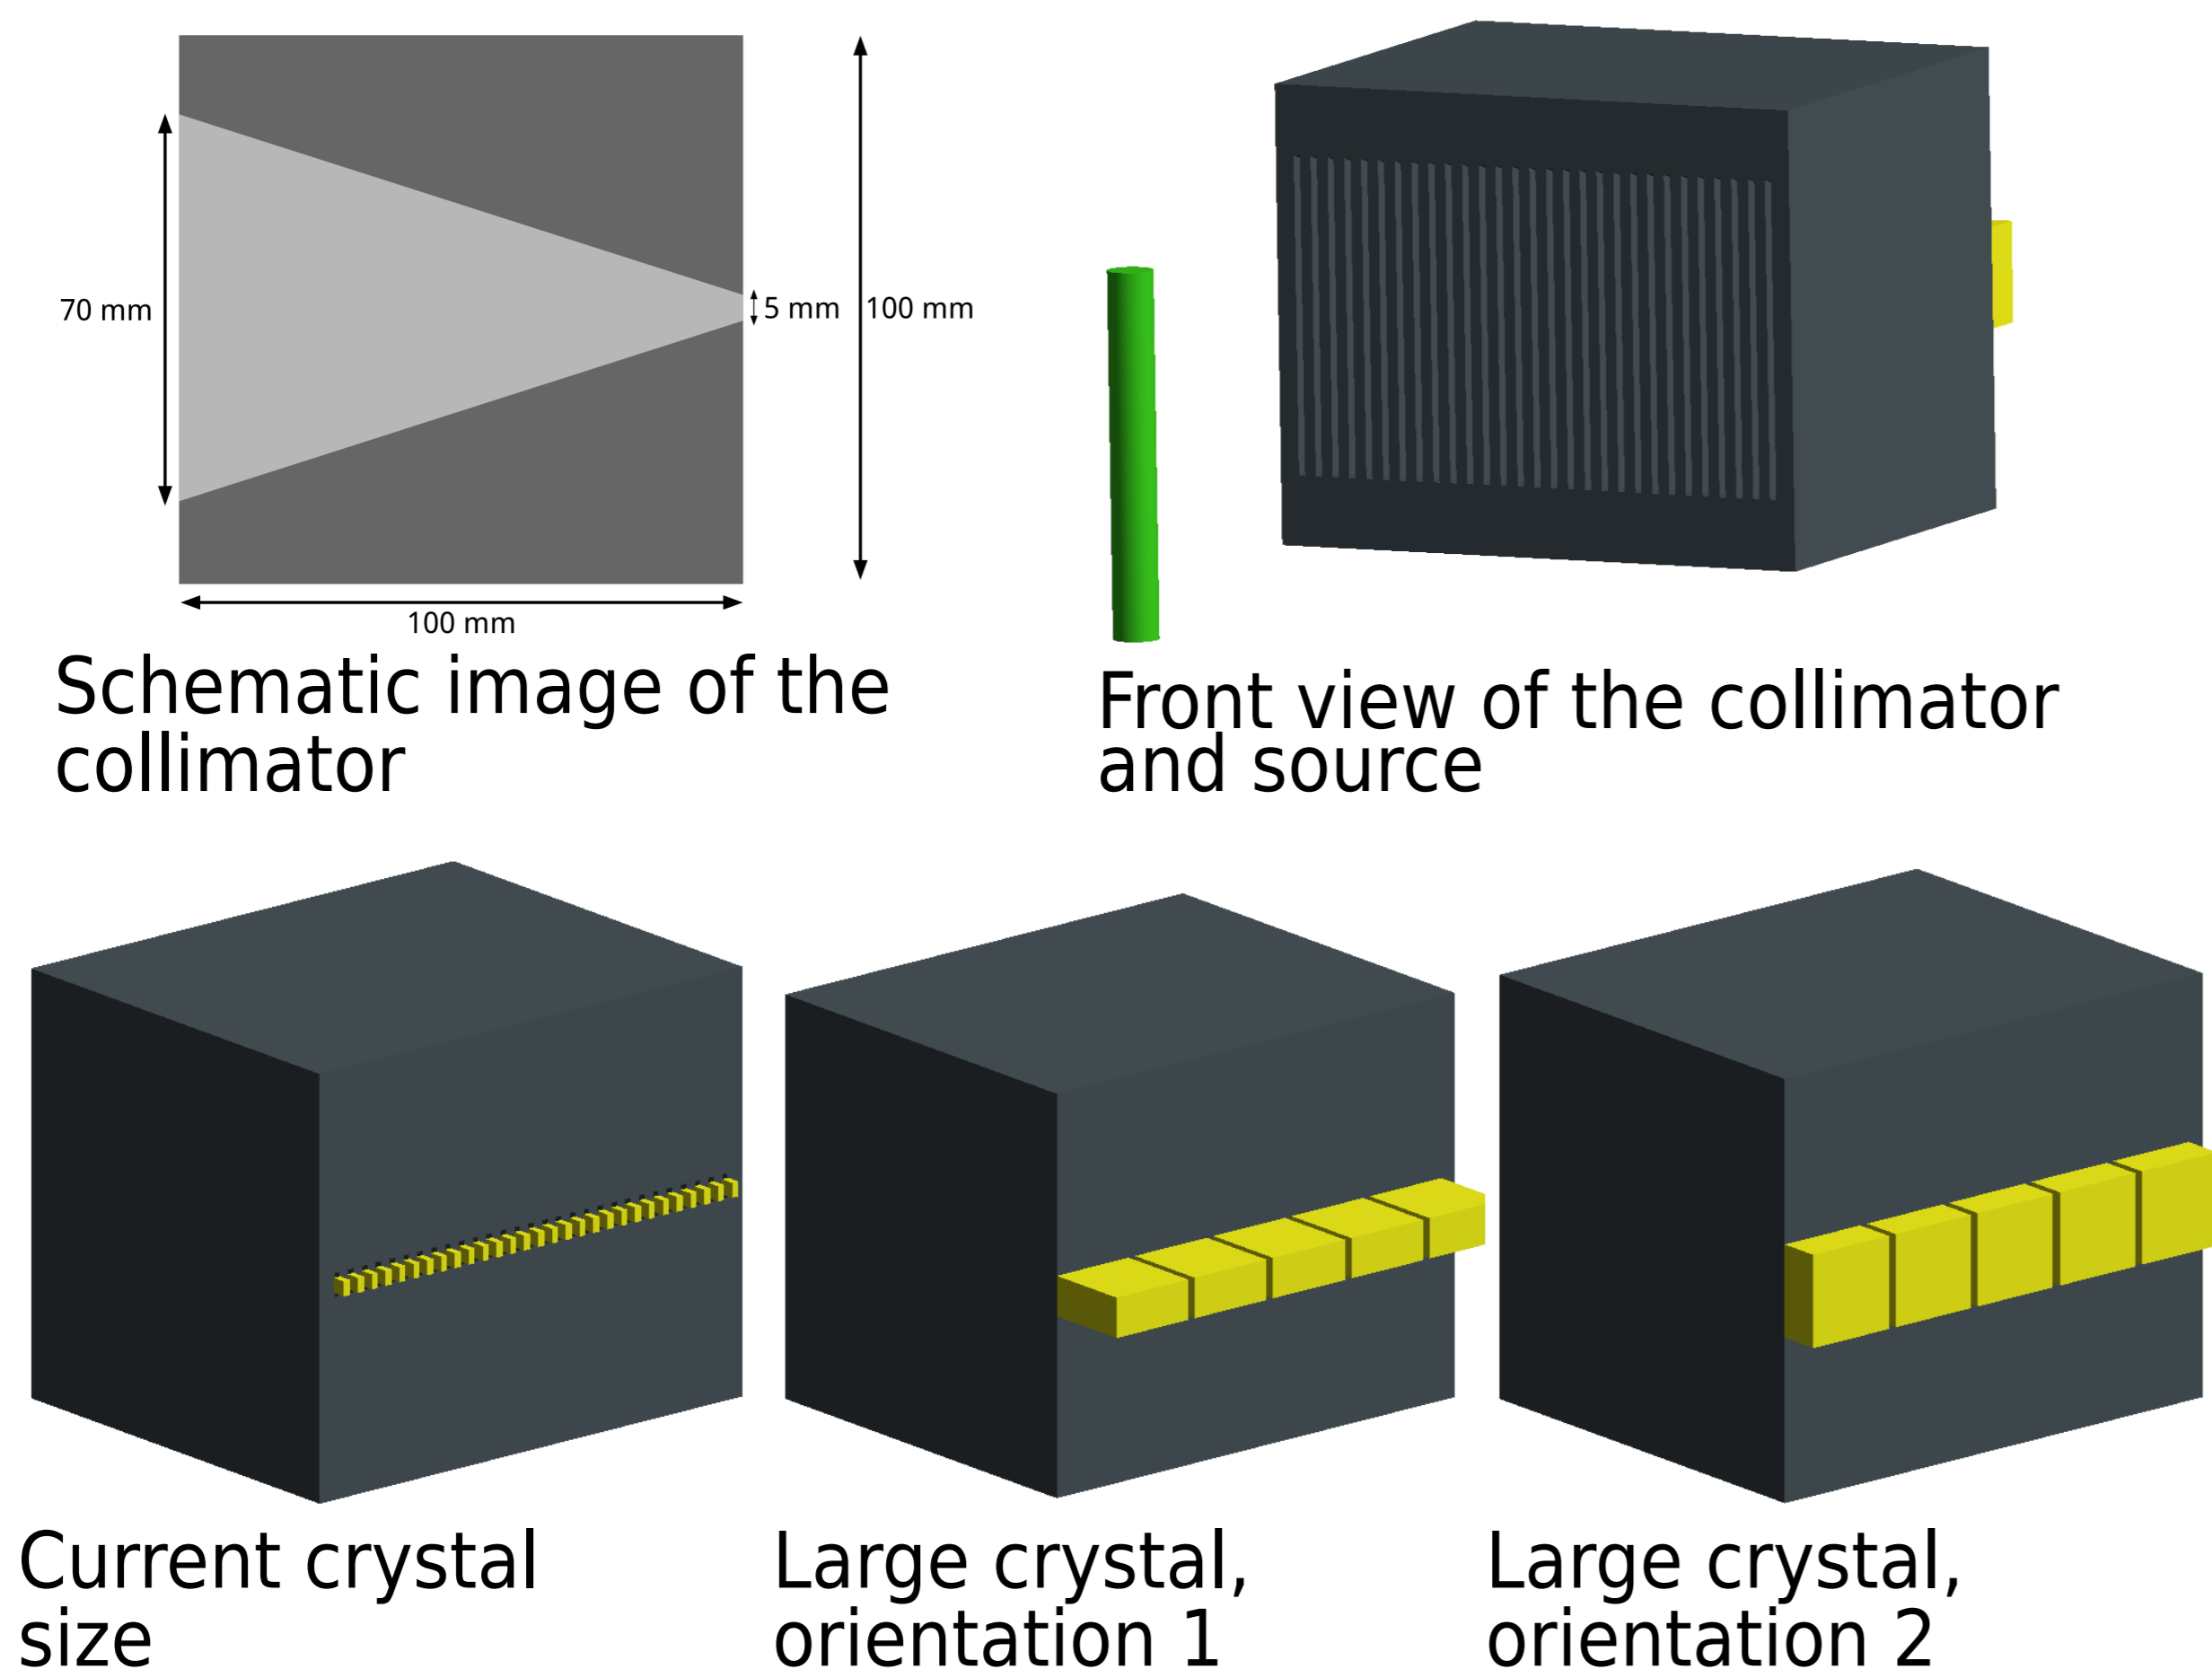 70 mm
5 mm
100 mm
100 mm
Schematic image of the
collimator
Front view of the collimator
and source
Current crystal
size
Large crystal,
orientation 1
Large crystal,
orientation 2